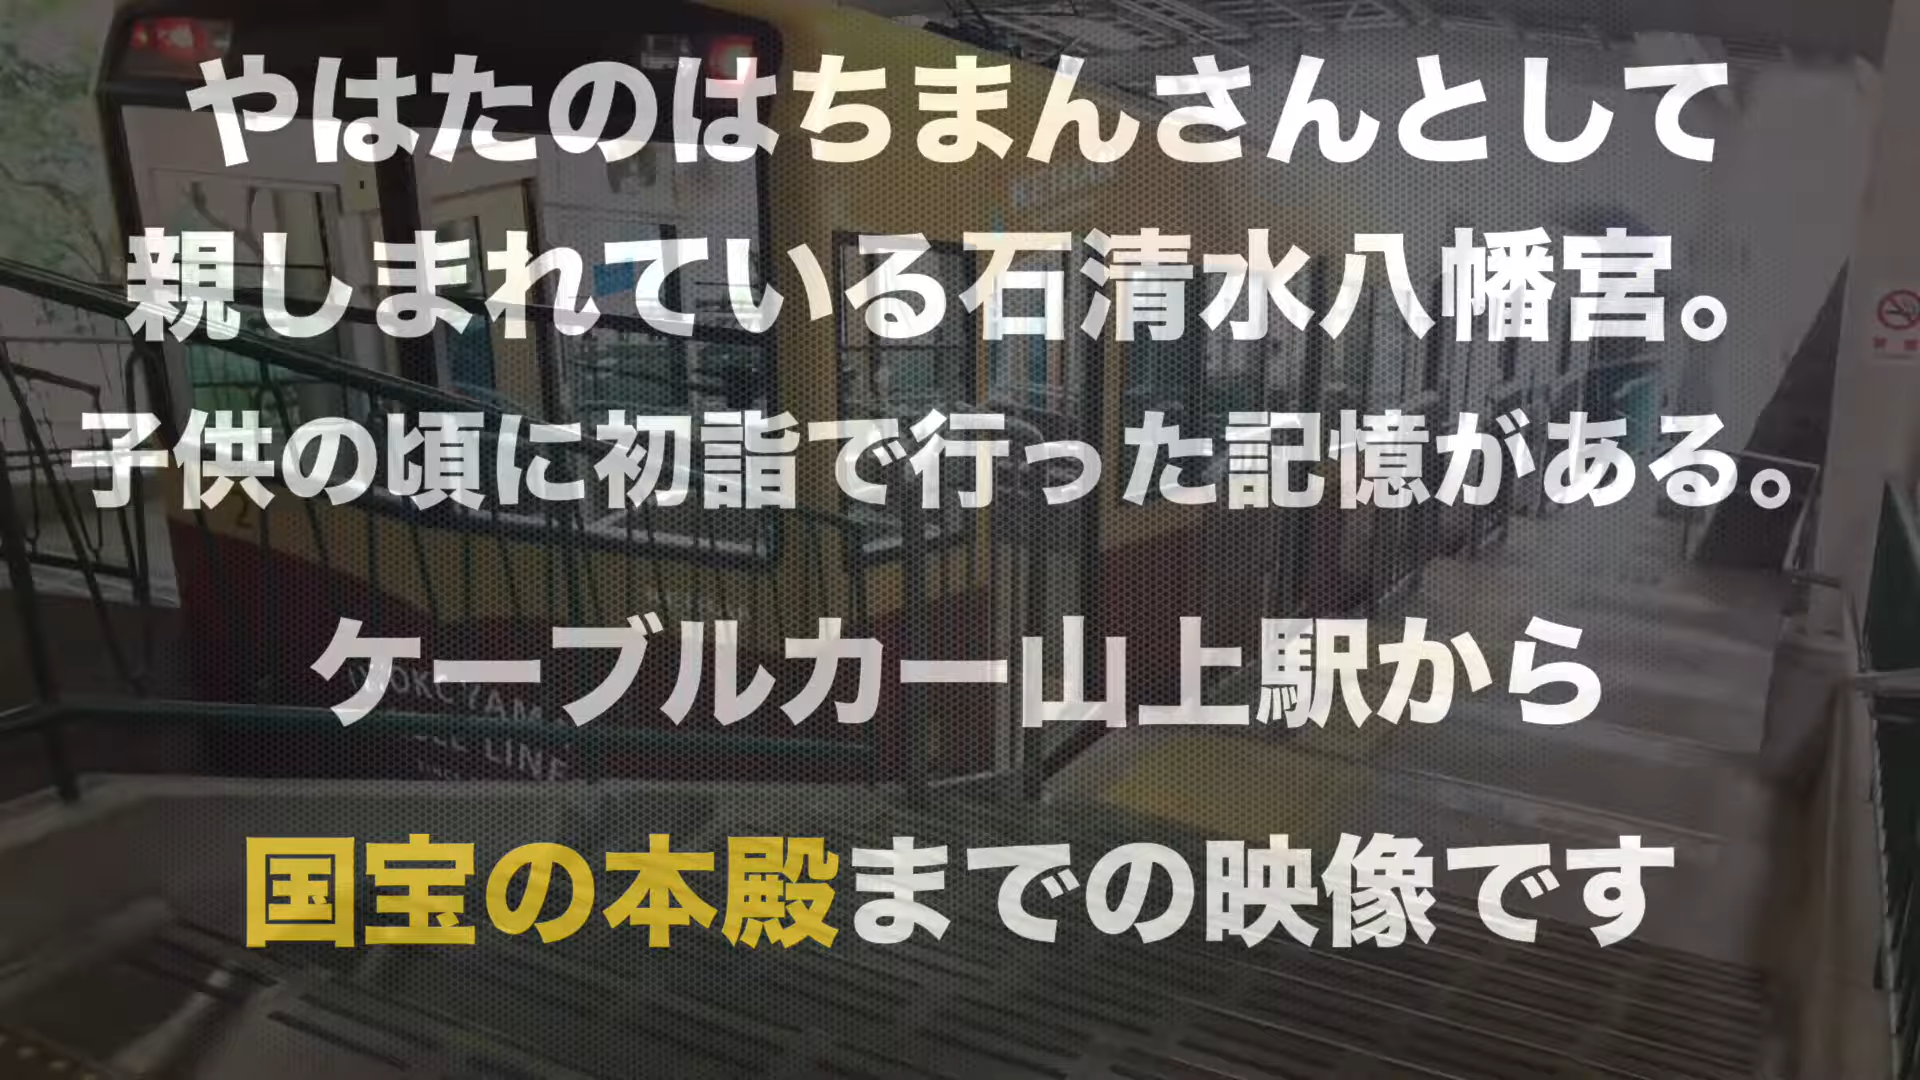 やはたのはちまんさんとして
親しまれている石清水八幡宮。
子供の頃に初詣で行った記憶がある。
ケーブルカー山上駅から
国宝の本殿までの映像です
2
LINE